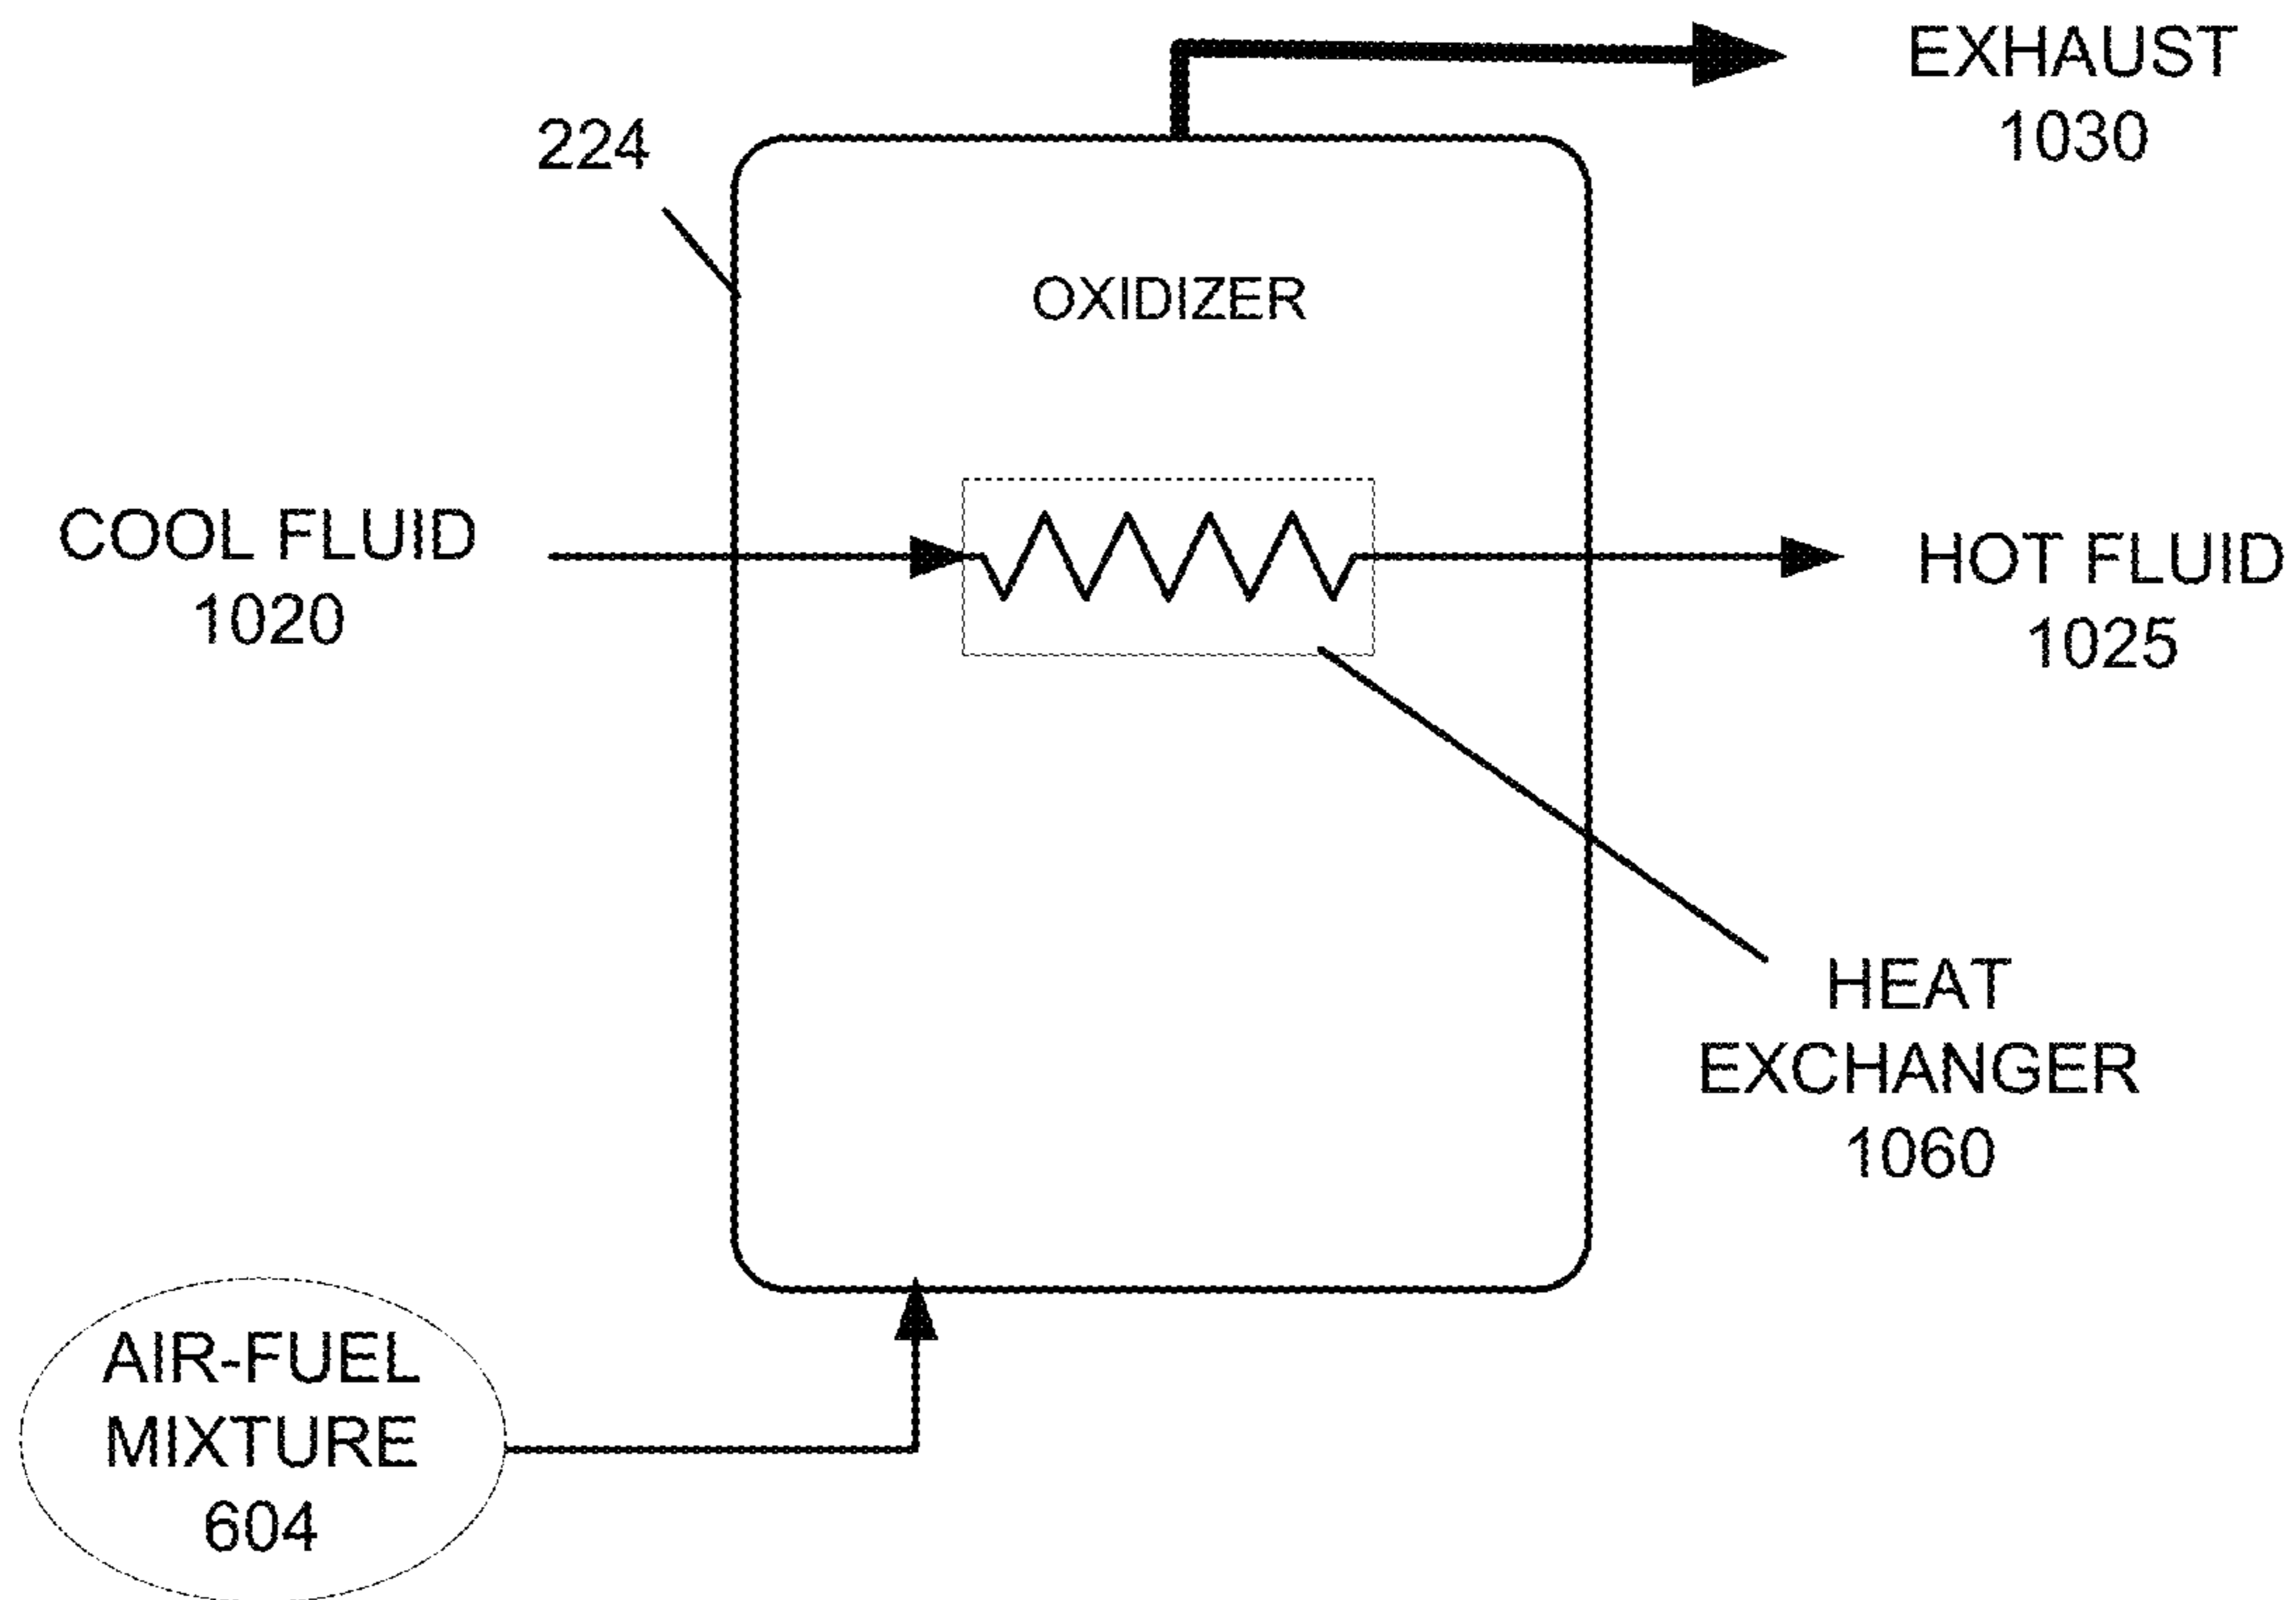 EXHAUST
1030
224
OXIDIZER
COOL FLUID
1020
HOT FLUID
1025
HEAT
EXCHANGER
1060
AIR-FUEL
MIXTURE
604